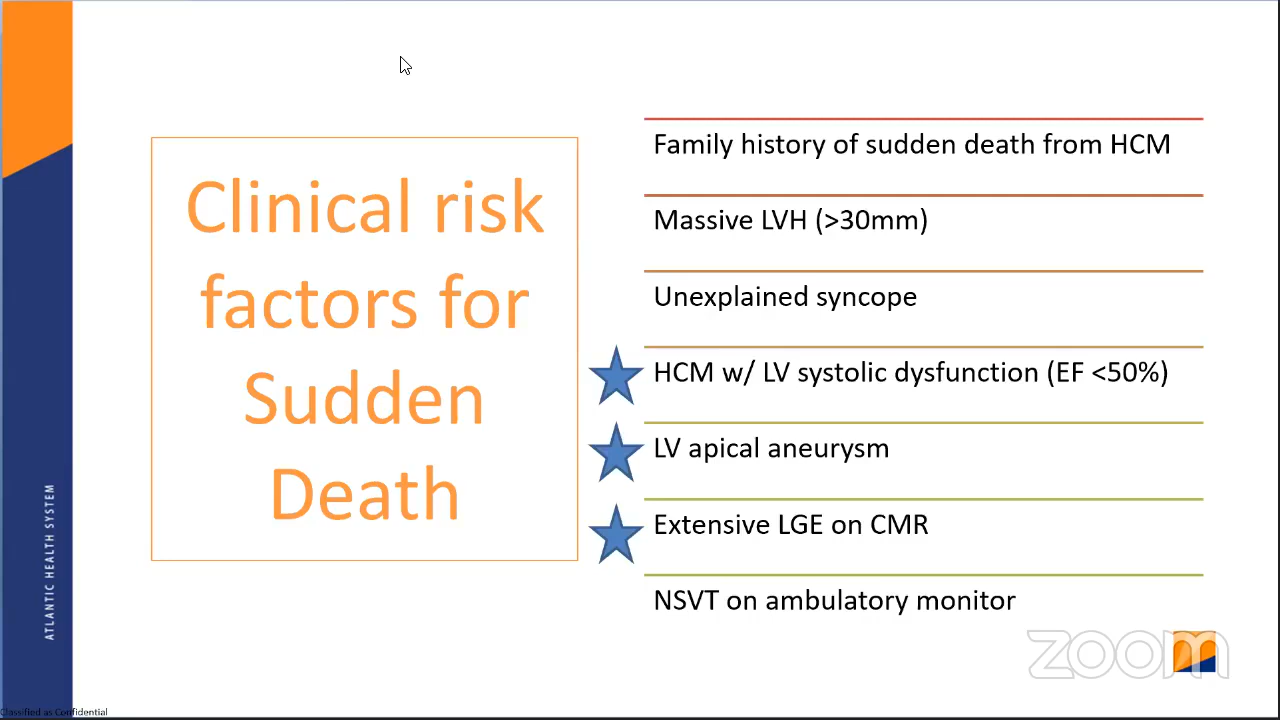 Clinical risk
factors for
Sudden
Death
Family history of sudden death from HCM
Massive LVH (>30mm)
Unexplained syncope
HCM w/ LV systolic dysfunction (EF <50%)
LV apical aneurysm
Extensive LGE on CMR
NSVT on ambulatory monitor
ATLANTIC HEALTH SYSTEM
zoom
Classified as Confidential